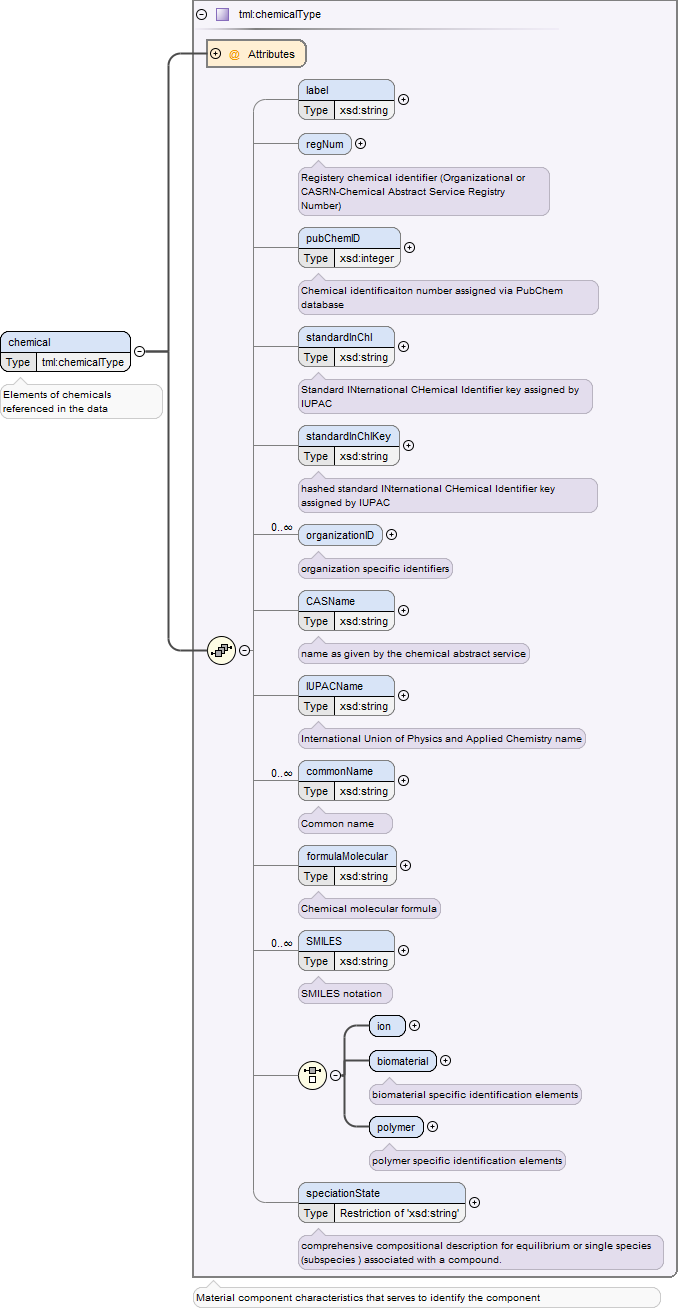 tml:chemicalType
@ Attributes
label
Type xsd:string
regNum
Registery chemical identifier (Organizational or
CASRN-Chemical Abstract Service Registry
Number)
pubChemID
Type xsd:integer
Chemical identificaiton number assigned via PubChem
database
chemical
Type tml:chemicalType
Elements of chemicals
referenced in the data
standardInChI
Type xsd:string
Standard INternational CHemical Identifier key assigned by
IUPAC
standardInChIKey
Type xsd:string
hashed standard INternational CHemical Identifier key
assigned by IUPAC
0..∞
organizationID
organization specific identifiers
CASName
Type xsd:string
name as given by the chemical abstract service
IUPACName
Type xsd:string
International Union of Physics and Applied Chemistry name
0..∞
commonName
Type xsd:string
Common name
formulaMolecular
Type xsd:string
Chemical molecular formula
0..∞
SMILES
Type xsd:string
SMILES notation
ion
biomaterial
biomaterial specific identification elements
polymer
polymer specific identification elements
speciationState
Type Restriction of 'xsd:string'
comprehensive compositional description for equilibrium or single species
(subspecies ) associated with a compound.
Material component characteristics that serves to identify the component